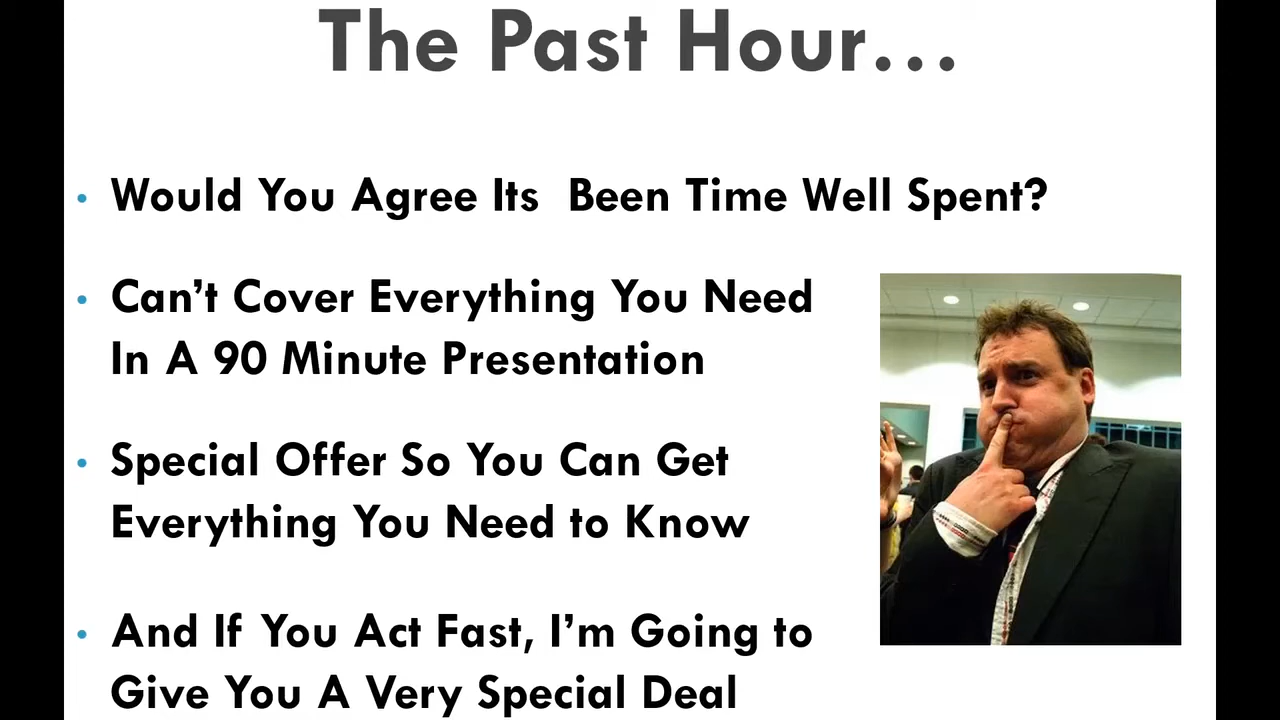 The Past Hour…
• Would You Agree Its  Been Time Well Spent?
• Can’t Cover Everything You Need
In A 90 Minute Presentation
• Special Offer So You Can Get
Everything You Need to Know
• And If You Act Fast, I’m Going to
Give You A Very Special Deal